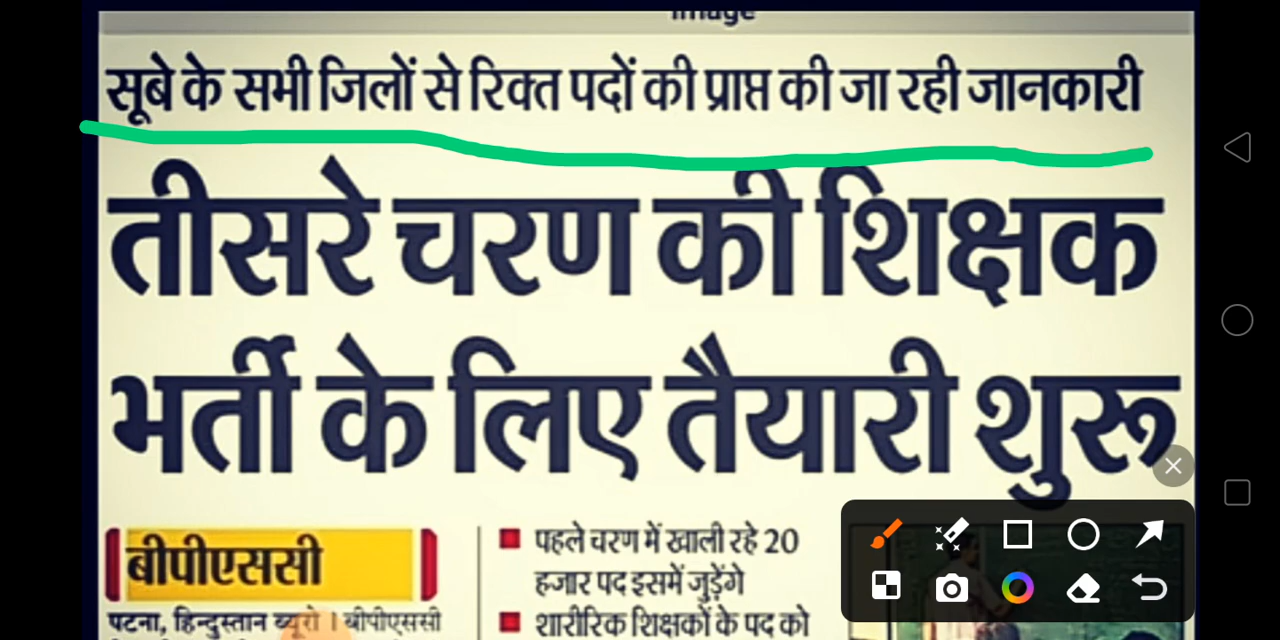 Image
सूबे के सभी जिलों से रिक्त पदों की प्राप्त की जा रही जानकारी
तीसरे चरण की शिक्षक
भर्ती के लिए तैयारी शुरू
बीपीएससी
पटना, हिन्दुस्तान ब्यूरो । बीपीएससी
पहले चरण में खाली रहे 20
हजार पद इसमें जुड़ेंगे
शारीरिक शिक्षकों के पद को